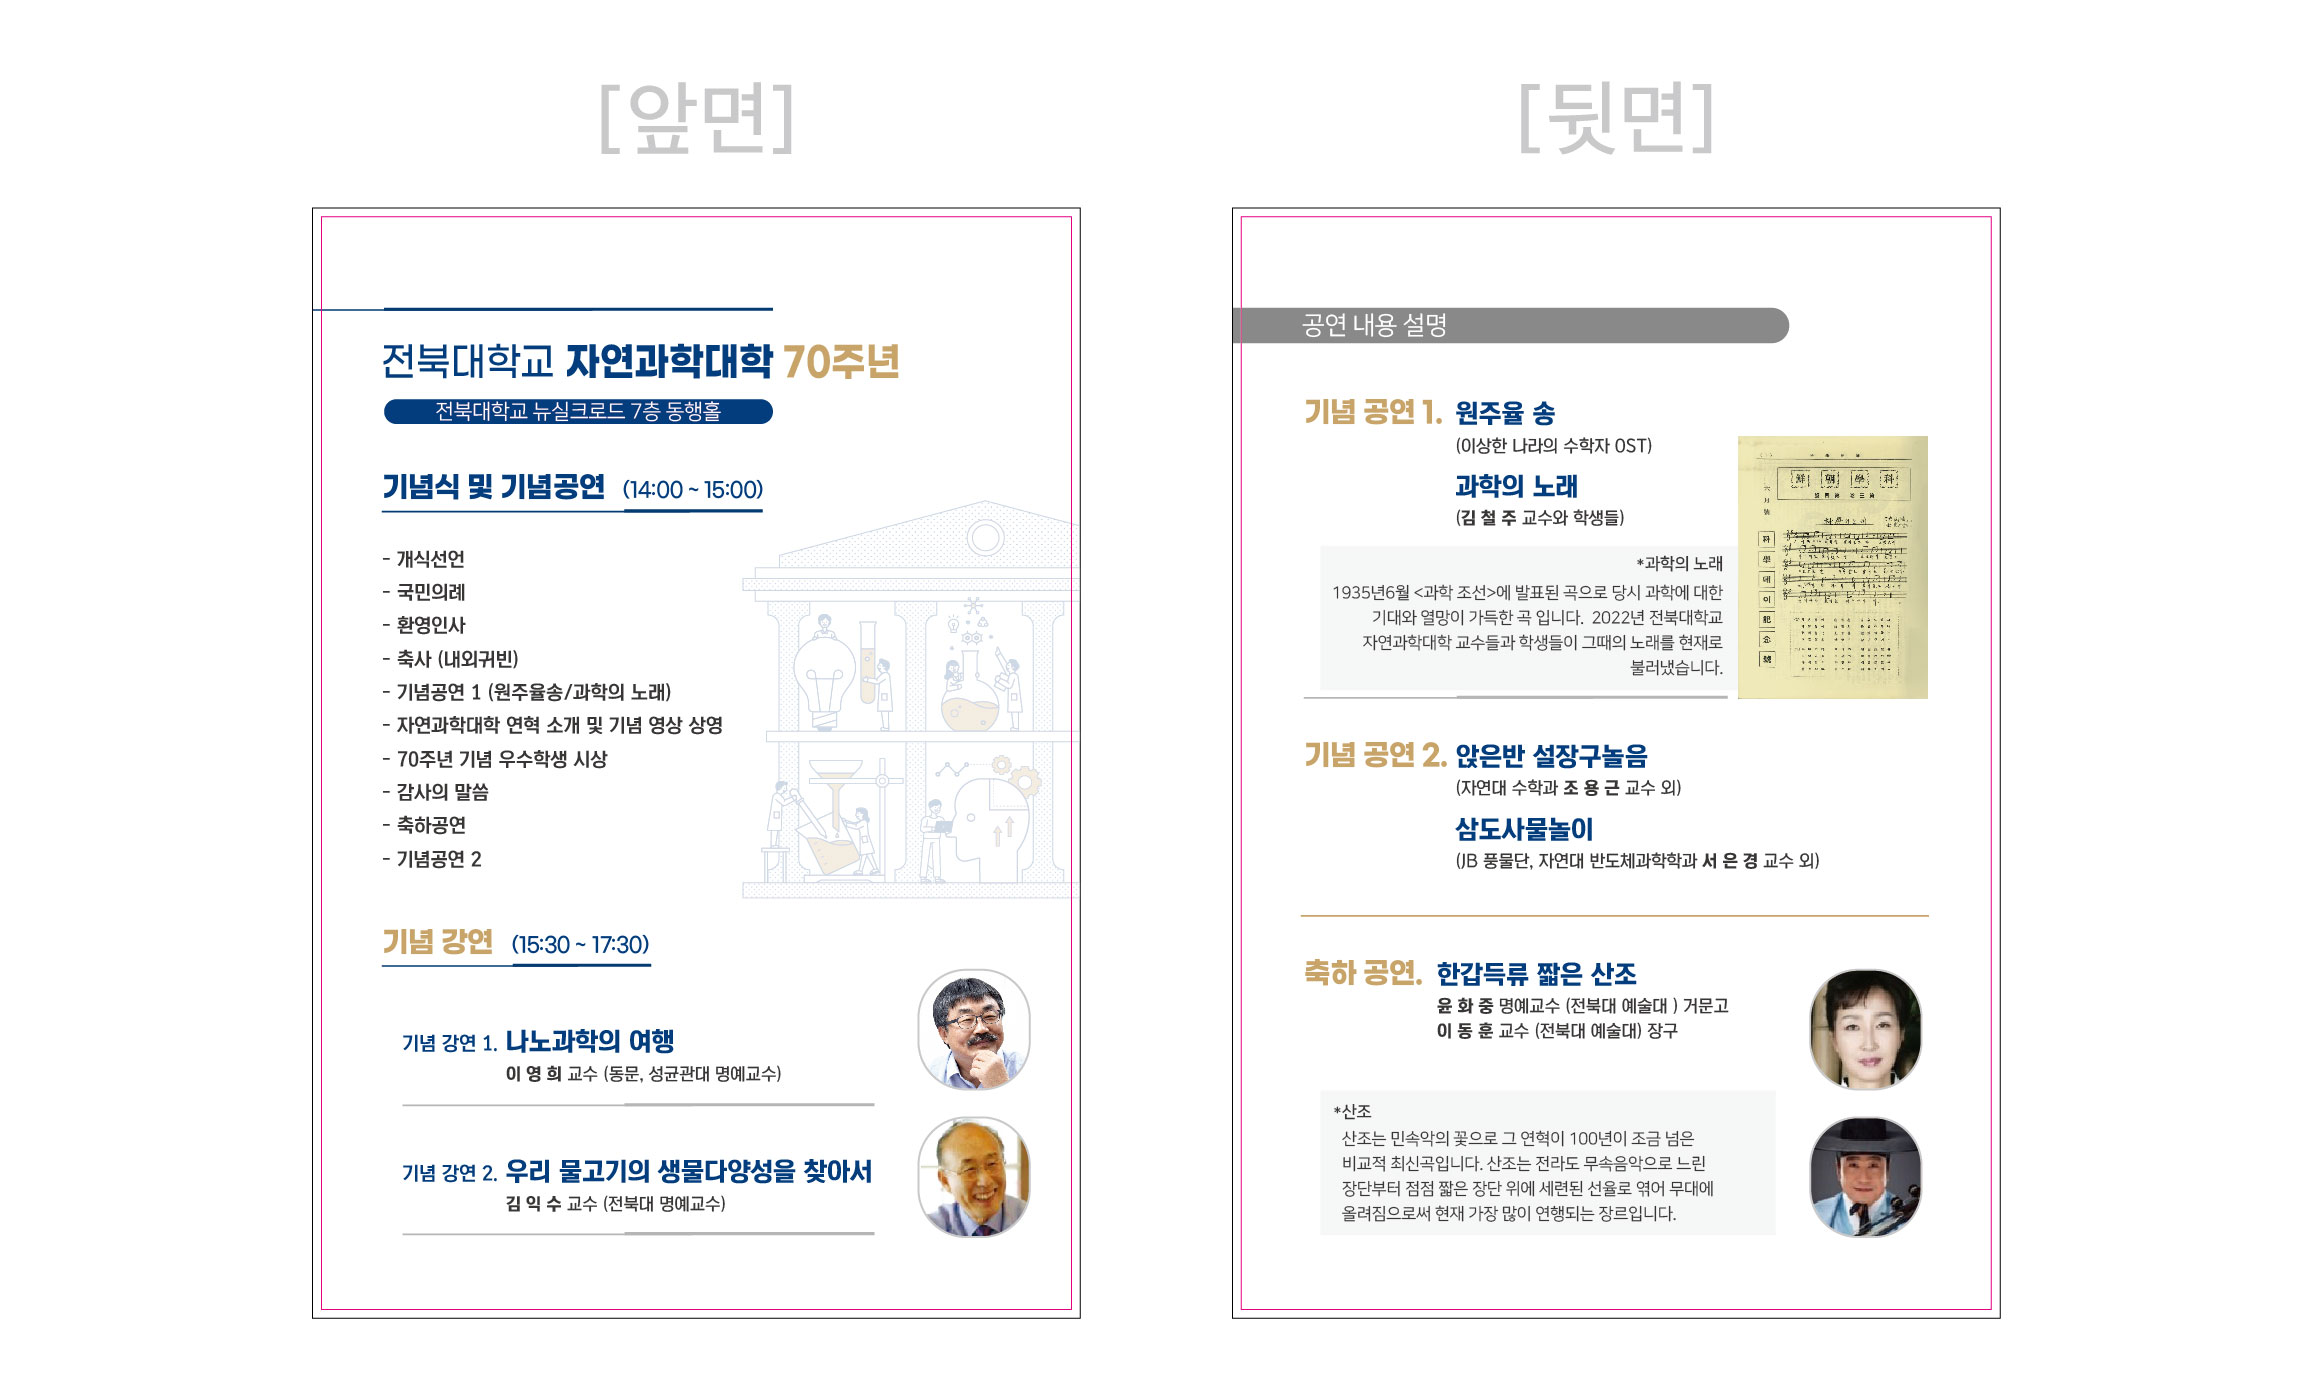 [앞면]
전북대학교 자연과학대학 70주년
전북대학교 뉴실크로드 7층 동행홀
기념식 및 기념공연 (14:00 ~ 15:00)
- 개식선언
- 국민의례
- 환영인사
- 축사 (내외귀빈)
- 기념공연 1 (원주율송/과학의 노래)
- 자연과학대학 연혁 소개 및 기념 영상 상영
- 70주년 기념 우수학생 시상
- 감사의 말씀
- 축하공연
- 기념공연 2
기념 강연 (15:30 ~ 17:30)
기념 강연 1. 나노과학의 여행
이 영 희 교수 (동문, 성균관대 명예교수)
기념 강연 2. 우리 물고기의 생물다양성을 찾아서
김 익 수 교수 (전북대 명예교수)
[뒷면]
공연 내용 설명
기념 공연 1. 원주율 송
(이상한 나라의 수학자 OST)
과학의 노래
(김 철 주 교수와 학생들)
*과학의 노래
1935년6월 <과학 조선>에 발표된 곡으로 당시 과학에 대한
기대와 열망이 가득한 곡 입니다. 2022년 전북대학교
자연과학대학 교수들과 학생들이 그때의 노래를 현재로
불러냈습니다.
鮮 朝 學 科
六月號
科學데이記念號
기념 공연 2. 앉은반 설장구놀음
(자연대 수학과 조 용 근 교수 외)
삼도사물놀이
(JB 풍물단, 자연대 반도체과학학과 서 은 경 교수 외)
축하 공연. 한갑득류 짧은 산조
윤 화 중 명예교수 (전북대 예술대 ) 거문고
이 동 훈 교수 (전북대 예술대) 장구
*산조
산조는 민속악의 꽃으로 그 연혁이 100년이 조금 넘은
비교적 최신곡입니다. 산조는 전라도 무속음악으로 느린
장단부터 점점 짧은 장단 위에 세련된 선율로 엮어 무대에
올려짐으로써 현재 가장 많이 연행되는 장르입니다.